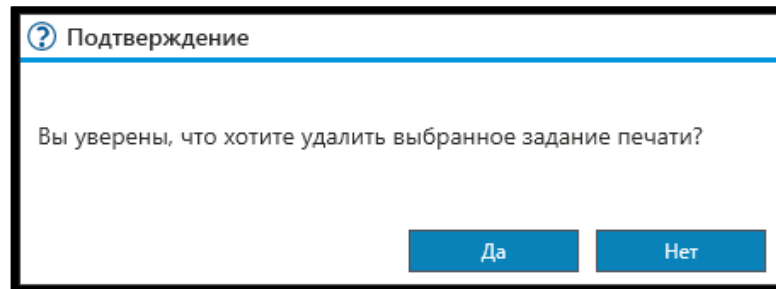 Подтверждение
Вы уверены, что хотите удалить выбранное задание печати?
Да
Нет